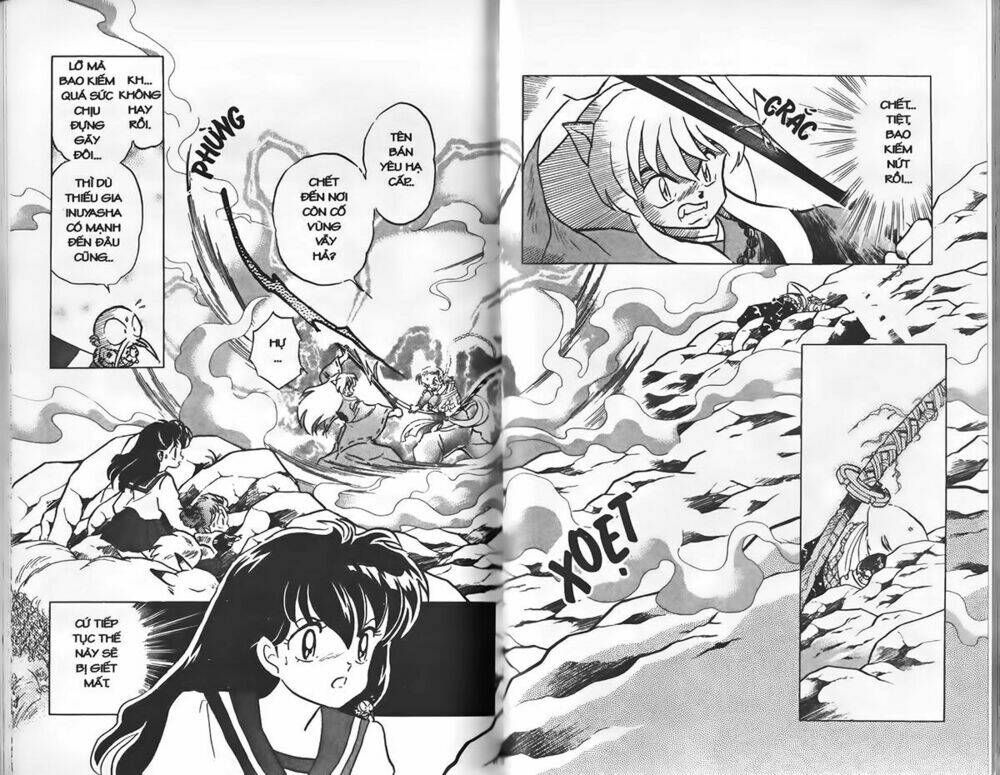 GRẮC
CHẾT
TIỆT,
BAO
KIẾM
NỨT
RỒI...
XOẸT
TÊN
BÁN
YÊU HẠ
CẤP...
CHẾT
ĐẾN NƠI
CÒN CỐ
VÙNG
VẪY
HẢ?
PHÙNG
HỰ
...
KH...
KHÔNG
HAY
RỒI.
LỠ MÀ
BAO KIẾM
QUÁ SỨC
CHỊU
ĐỰNG
GÃY
ĐÔI...
THÌ DÙ
THIẾU GIA
INUYASHA
CÓ MẠNH
ĐẾN ĐÂU
CŨNG...
CỨ TIẾP
TỤC THẾ
NÀY SẼ
BỊ GIẾT
MẤT.